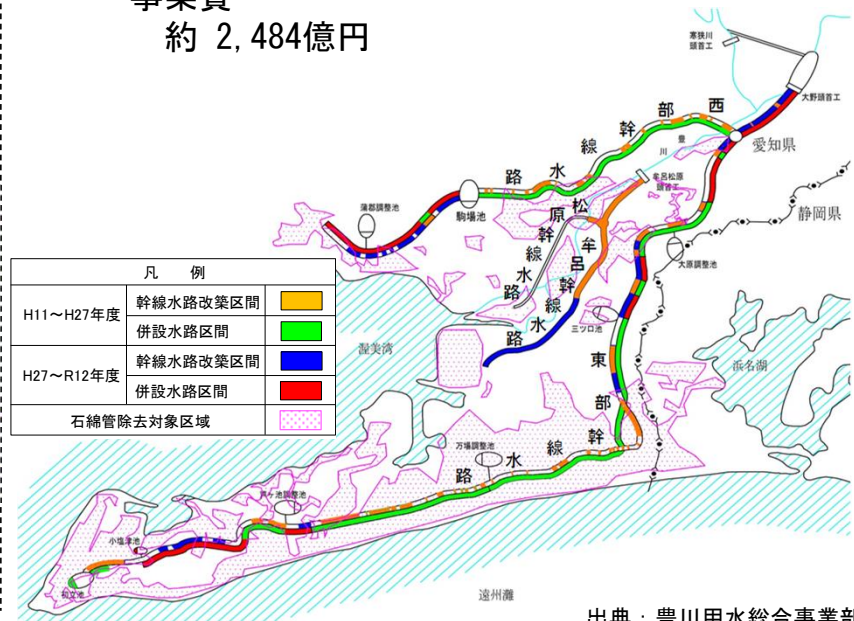 事業費
約 2,484億円
寒狭川
頭首工
大野頭首工
西部幹線水路
豊川
愛知県
牟呂松原
頭首工
静岡県
蒲郡調整池
駒場池
松原幹線水路
牟呂幹線水路
大原調整池
三ツ口池
渥美湾
浜名湖
東部幹線水路
万場調整池
芦ヶ池調整池
小塩津池
初立池
遠州灘
凡 例
H11~H27年度
幹線水路改築区間
併設水路区間
H27~R12年度
幹線水路改築区間
併設水路区間
石綿管除去対象区域
出典:豊川用水総合事業部